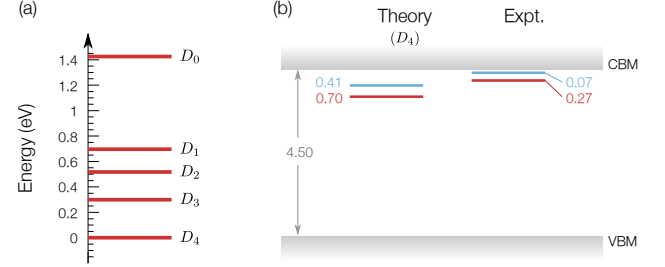 (a)
Energy (eV)
1.4
1.2
1
0.8
0.6
0.4
0.2
0
D0
D1
D2
D3
D4
(b)
Theory
(D4)
Expt.
CBM
0.41
0.70
0.07
0.27
4.50
VBM